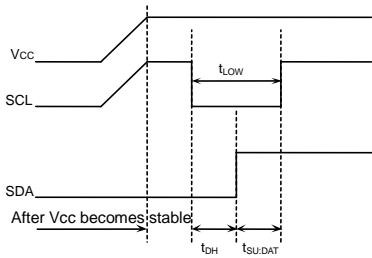 VCC
tLOW
SCL
SDA
After Vcc becomes stable
tDH
tSU:DAT